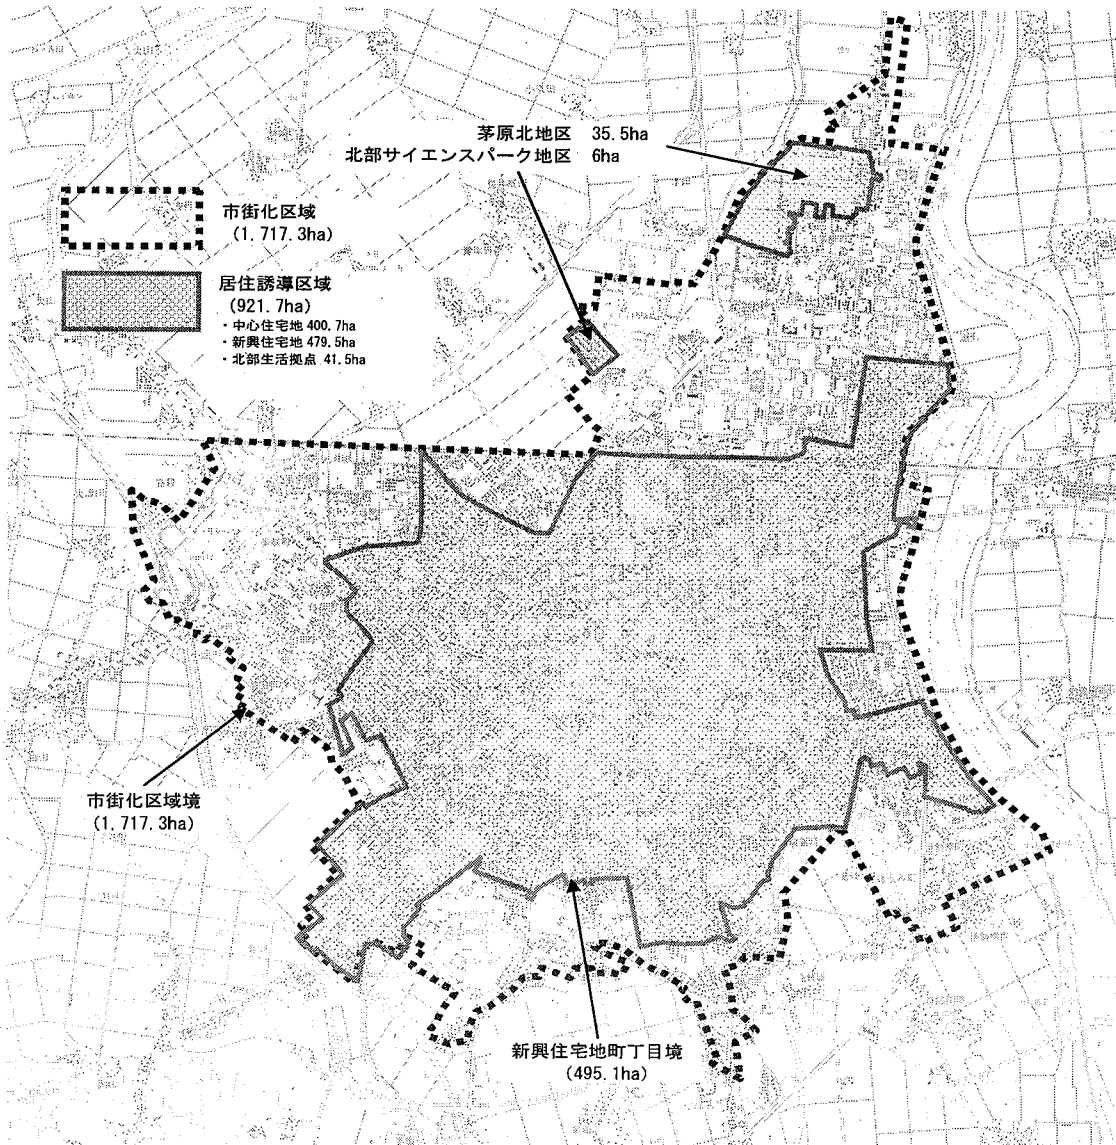 茅原北地区 35.5ha
北部サイエンスパーク地区 6ha
市街化区域
(1,717.3ha)
居住誘導区域
(921.7ha)
・中心住宅地 400.7ha
・新興住宅地 479.5ha
・北部生活拠点 41.5ha
市街化区域境
(1,717.3ha)
新興住宅地町丁目境
(495.1ha)